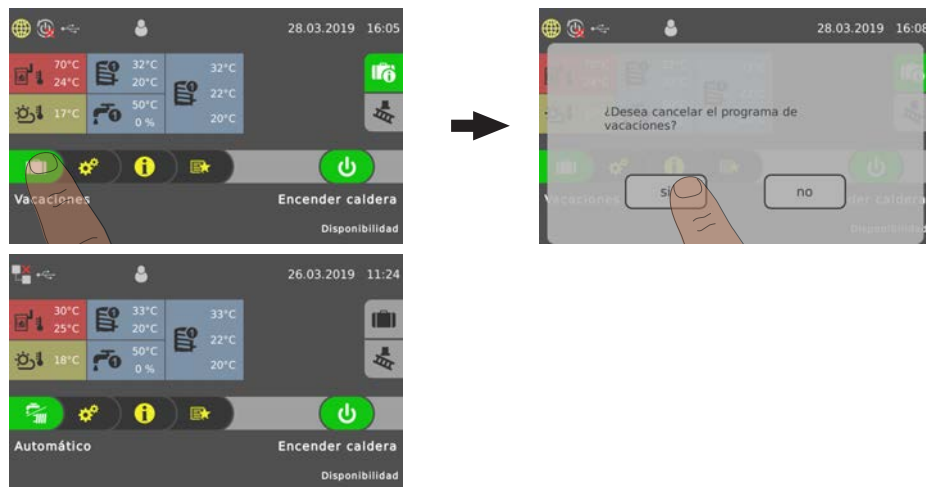 28.03.2019 16:05
70°C 32°C 32°C
24°C 20°C 22°C
17°C 50°C 20°C
0 %
Vacaciones Encender caldera
Disponibilidad
28.03.2019 16:08
¿Desea cancelar el programa de
vacaciones?
si no
26.03.2019 11:24
30°C 33°C 33°C
25°C 20°C 22°C
18°C 50°C 20°C
0 %
Automático Encender caldera
Disponibilidad